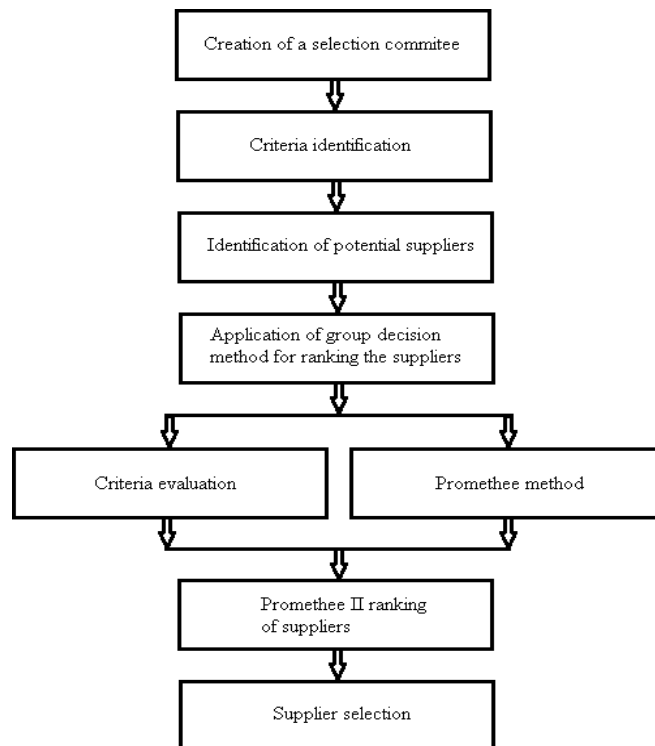 Creation of a selection commitee
Criteria identification
Identification of potential suppliers
Application of group decision
method for ranking the suppliers
Criteria evaluation
Promethee method
Promethee II ranking
of suppliers
Supplier selection